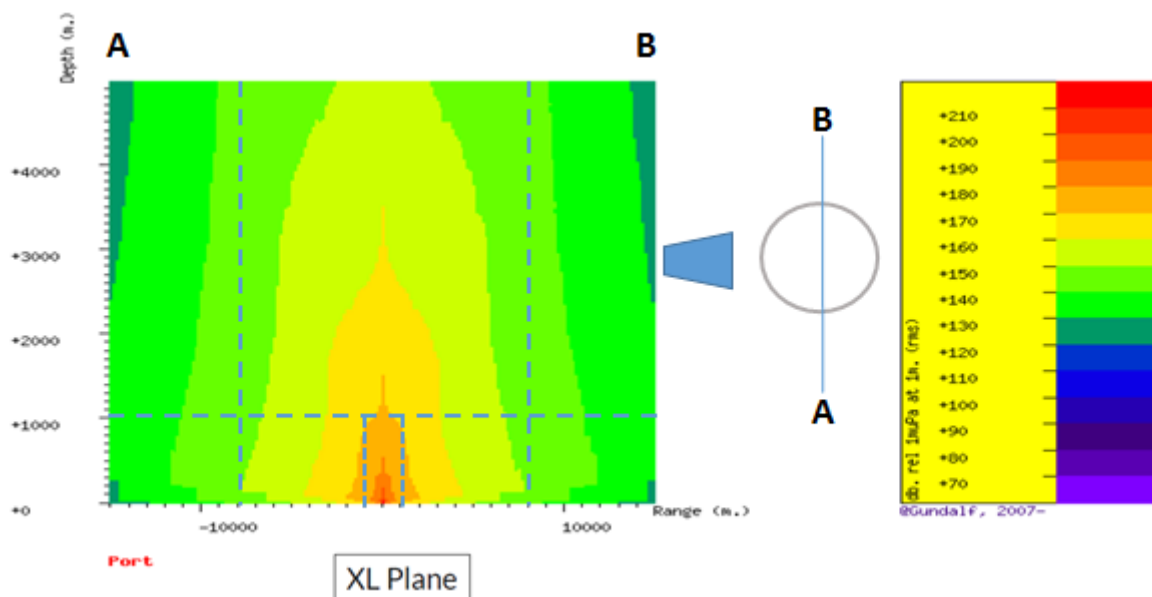 A
B
Depth (m.)
+4000
+3000
+2000
+1000
+0
-10000
10000
Range (m.)
Port
XL Plane
B
A
+210
+200
+190
+180
+170
+160
+150
+140
+130
+120
+110
+100
+90
+80
+70
db. rel 1muPa at 1m. (rms)
@Gundalf, 2007-